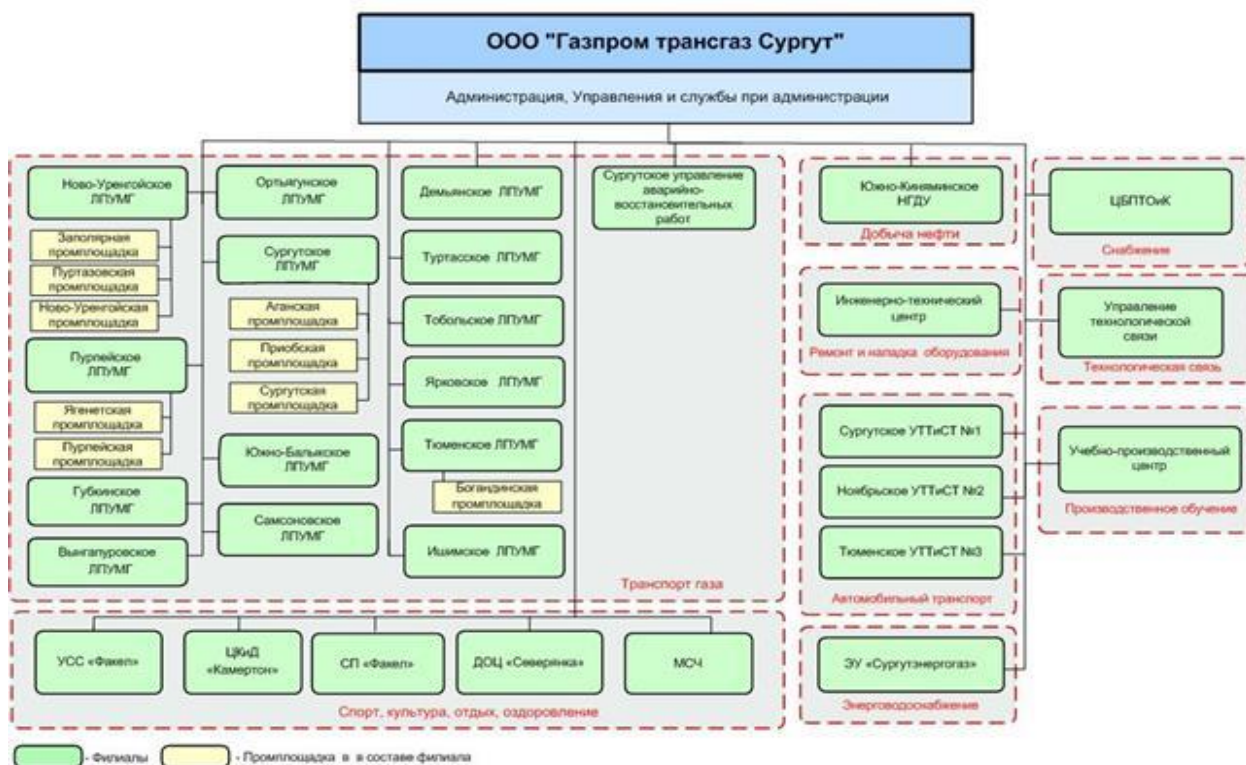 ООО "Газпром трансгаз Сургут"
Администрация, Управления и службы при администрации
Ново-Уренгойское
ЛПУМГ
Заполярная
промплощадка
Пуртазовская
промплощадка
Ново-Уренгойская
промплощадка
Пурпейское
ЛПУМГ
Ягенетская
промплощадка
Пурпейская
промплощадка
Губкинское
ЛПУМГ
Вынгапуровское
ЛПУМГ
Ортьягунское
ЛПУМГ
Сургутское
ЛПУМГ
Аганская
промплощадка
Приобская
промплощадка
Сургутская
промплощадка
Южно-Балыкское
ЛПУМГ
Самсоновское
ЛПУМГ
Демьянское ЛПУМГ
Туртасское ЛПУМГ
Тобольское ЛПУМГ
Ярковское ЛПУМГ
Тюменское ЛПУМГ
Богандинская
промплощадка
Ишимское ЛПУМГ
Сургутское управление
аварийно-
восстановительных
работ
Транспорт газа
Южно-Киняминское
НГДУ
Добыча нефти
Инженерно-технический
центр
Ремонт и наладка оборудования
Сургутское УТТиСТ №1
Ноябрьское УТТиСТ №2
Тюменское УТТиСТ №3
Автомобильный транспорт
ЭУ «Сургутэнергогаз»
Энерговодоснабжение
ЦБПТОиК
Снабжение
Управление
технологической
связи
Технологическая связь
Учебно-производственный
центр
Производственное обучение
УСС «Факел»
ЦКиД
«Камертон»
СП «Факел»
ДОЦ «Северянка»
МСЧ
Спорт, культура, отдых, оздоровление
- Филиалы
- Промплощадка в в составе филиала